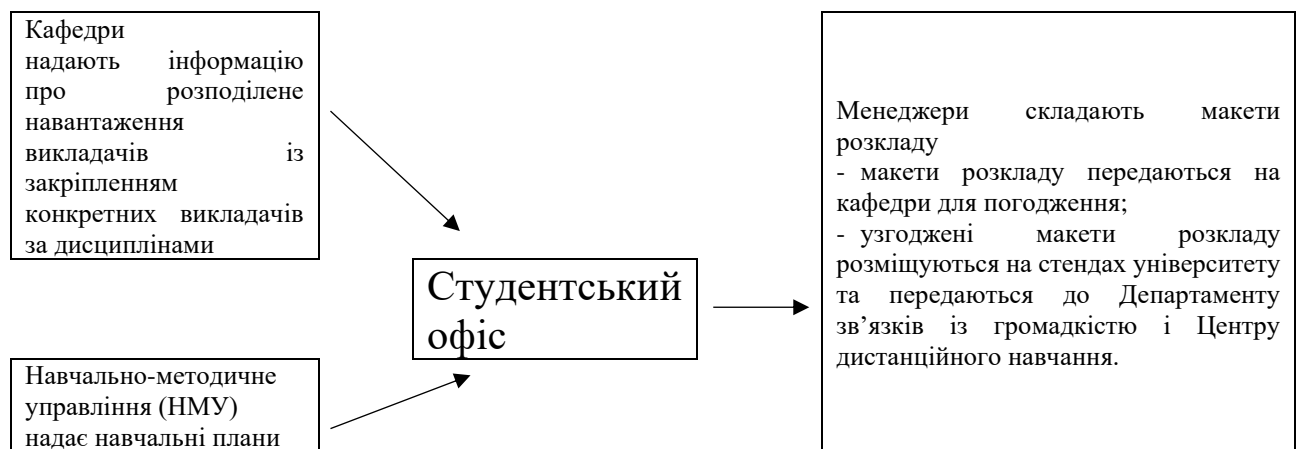 Кафедри
надають інформацію
про розподілене
навантаження
викладачів із
закріпленням
конкретних викладачів
за дисциплінами
Навчально-методичне
управління (НМУ)
надає навчальні плани
Студентський
офіс
Менеджери складають макети
розкладу
- макети розкладу передаються на
кафедри для погодження;
- узгоджені макети розкладу
розміщуються на стендах університету
та передаються до Департаменту
зв’язків із громадкістю і Центру
дистанційного навчання.